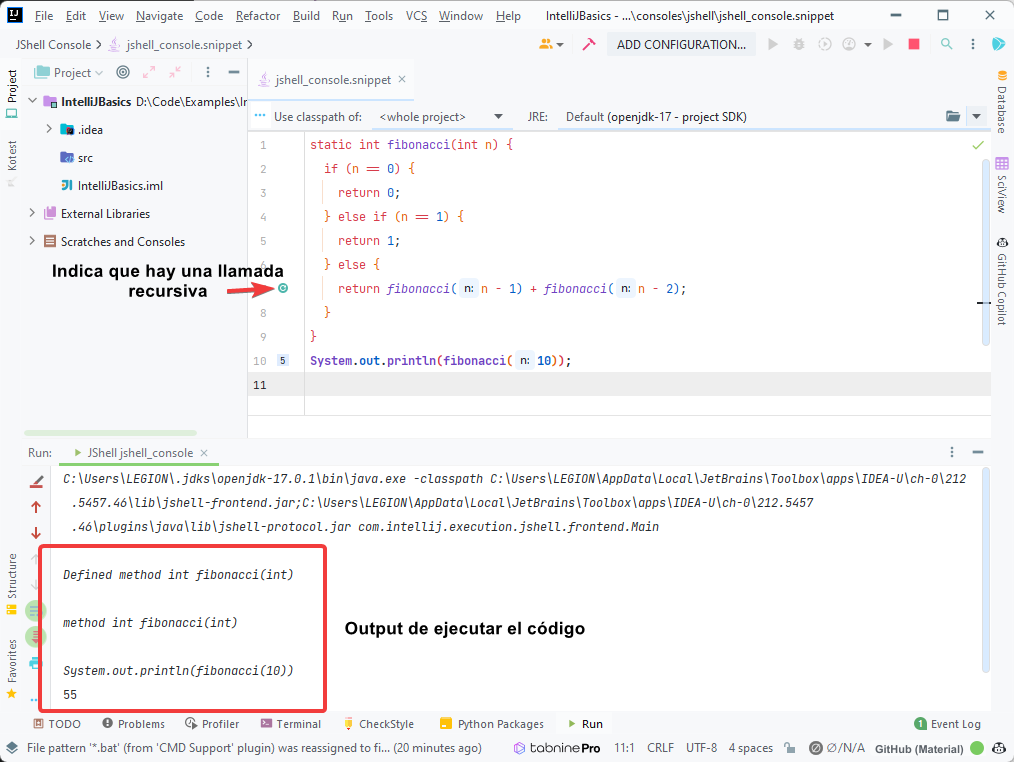 File Edit View Navigate Code Refactor Build Run Tools VCS Window Help IntelliJBasics - ...\consoles\jshell\jshell_console.snippet
JShell Console jshell_console.snippet ADD CONFIGURATION...
Project
Project
jshell_console.snippet
IntelliJBasics D:\Code\Examples\In
.idea
src
IntelliJBasics.iml
External Libraries
Scratches and Consoles
Kotest
Use classpath of: <whole project> JRE: Default (openjdk-17 - project SDK)
1 static int fibonacci(int n) {
2 if (n == 0) {
3 return 0;
4 } else if (n == 1) {
5 return 1;
6 } else {
return fibonacci( n: n - 1) + fibonacci( n: n - 2);
8 }
9 }
10 5 System.out.println(fibonacci( n: 10));
11
Indica que hay una llamada
recursiva
Database
SciView
GitHub Copilot
Run: JShell jshell_console
C:\Users\LEGION\.jdks\openjdk-17.0.1\bin\java.exe -classpath C:\Users\LEGION\AppData\Local\JetBrains\Toolbox\apps\IDEA-U\ch-0\212
.5457.46\lib\jshell-frontend.jar;C:\Users\LEGION\AppData\Local\JetBrains\Toolbox\apps\IDEA-U\ch-0\212.5457
.46\plugins\java\lib\jshell-protocol.jar com.intellij.execution.jshell.frontend.Main
Defined method int fibonacci(int)
method int fibonacci(int)
System.out.println(fibonacci(10))
55
Output de ejecutar el código
Structure
Favorites
TODO Problems Profiler Terminal CheckStyle Python Packages Run 1 Event Log
File pattern '*.bat' (from 'CMD Support' plugin) was reassigned to fi... (20 minutes ago) tabnine Pro 11:1 CRLF UTF-8 4 spaces Ø/N/A GitHub (Material)